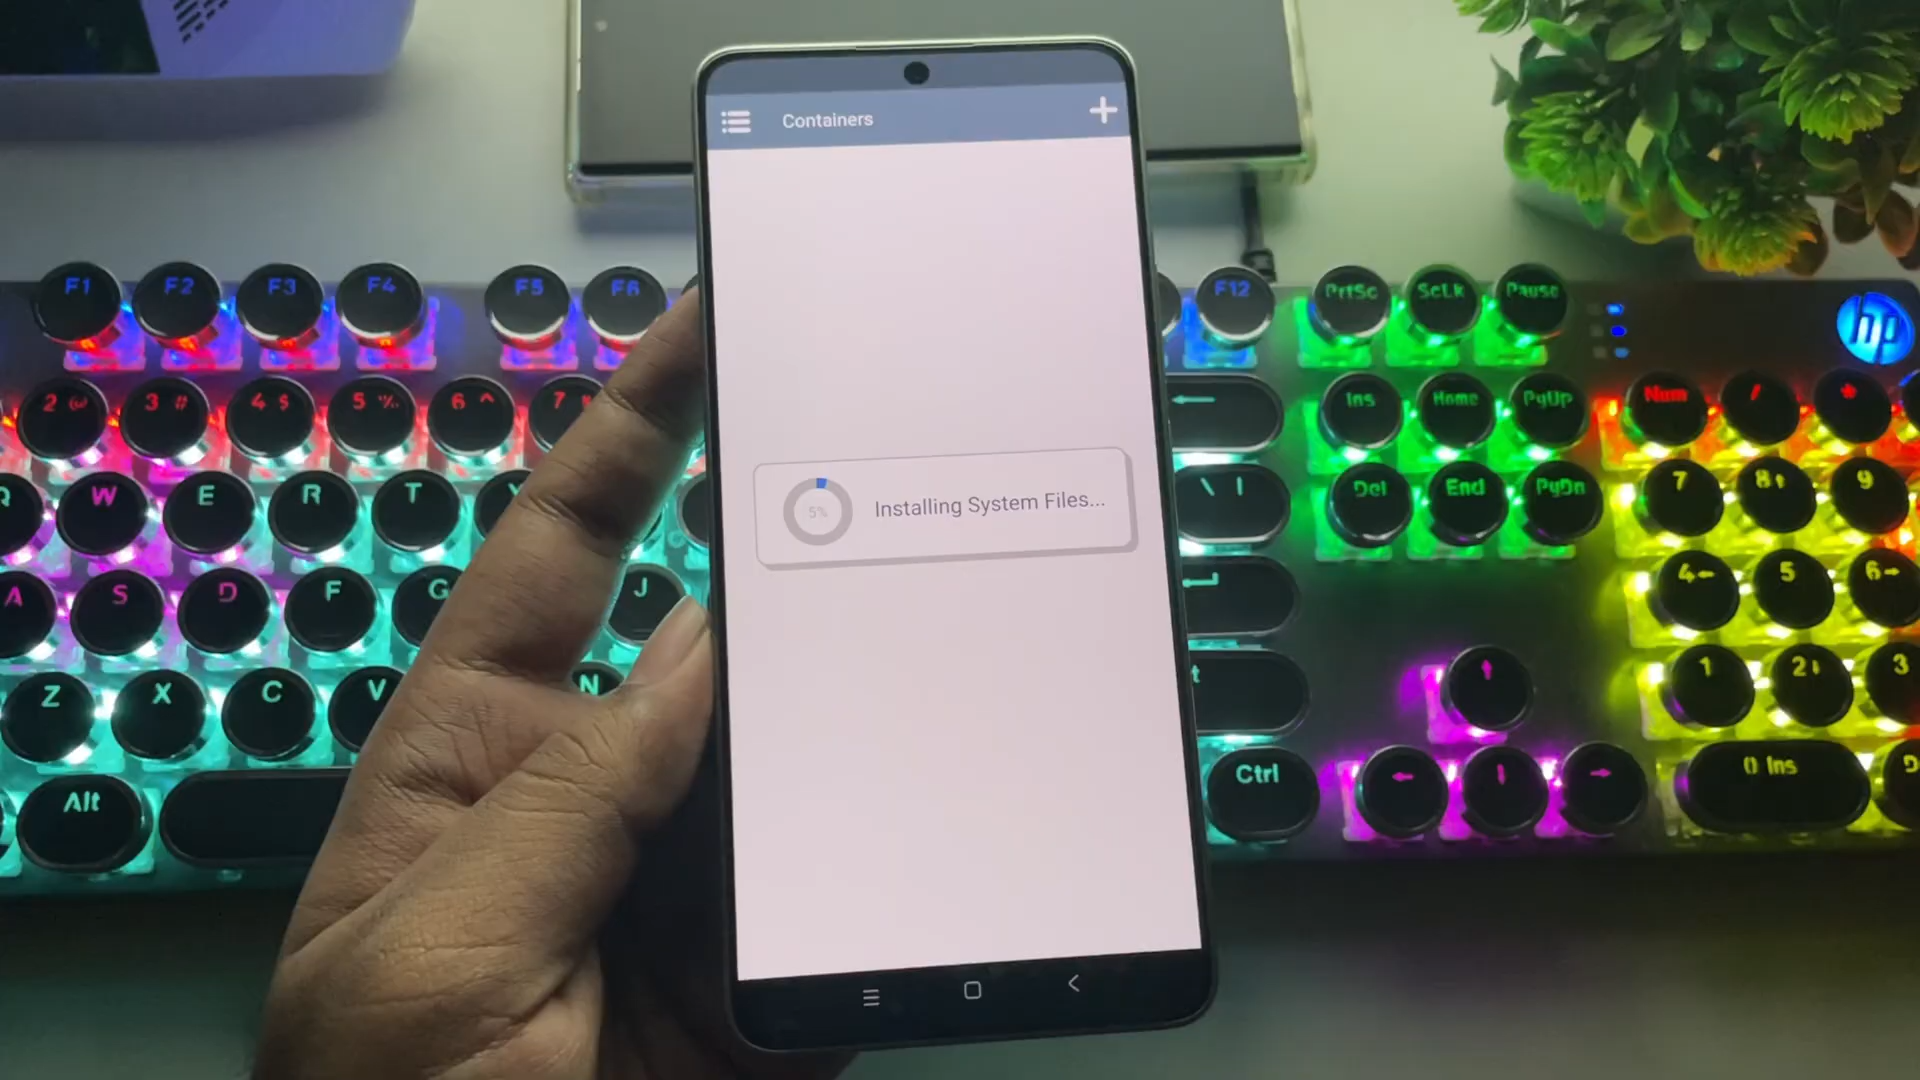 Containers
5%
Installing System Files...
F1 F2 F3 F4 F5 F6 F12 PrtSc ScLk Pause
hp
2 @ 3 # 4 $ 5 % 6 ^ 7 Ins Home PgUp Num / *
W E R T \ | Del End PgDn 7 8 9
A S D F G J 4 5 6
Z X C V N 1 2 3
Alt Ctrl 0 Ins